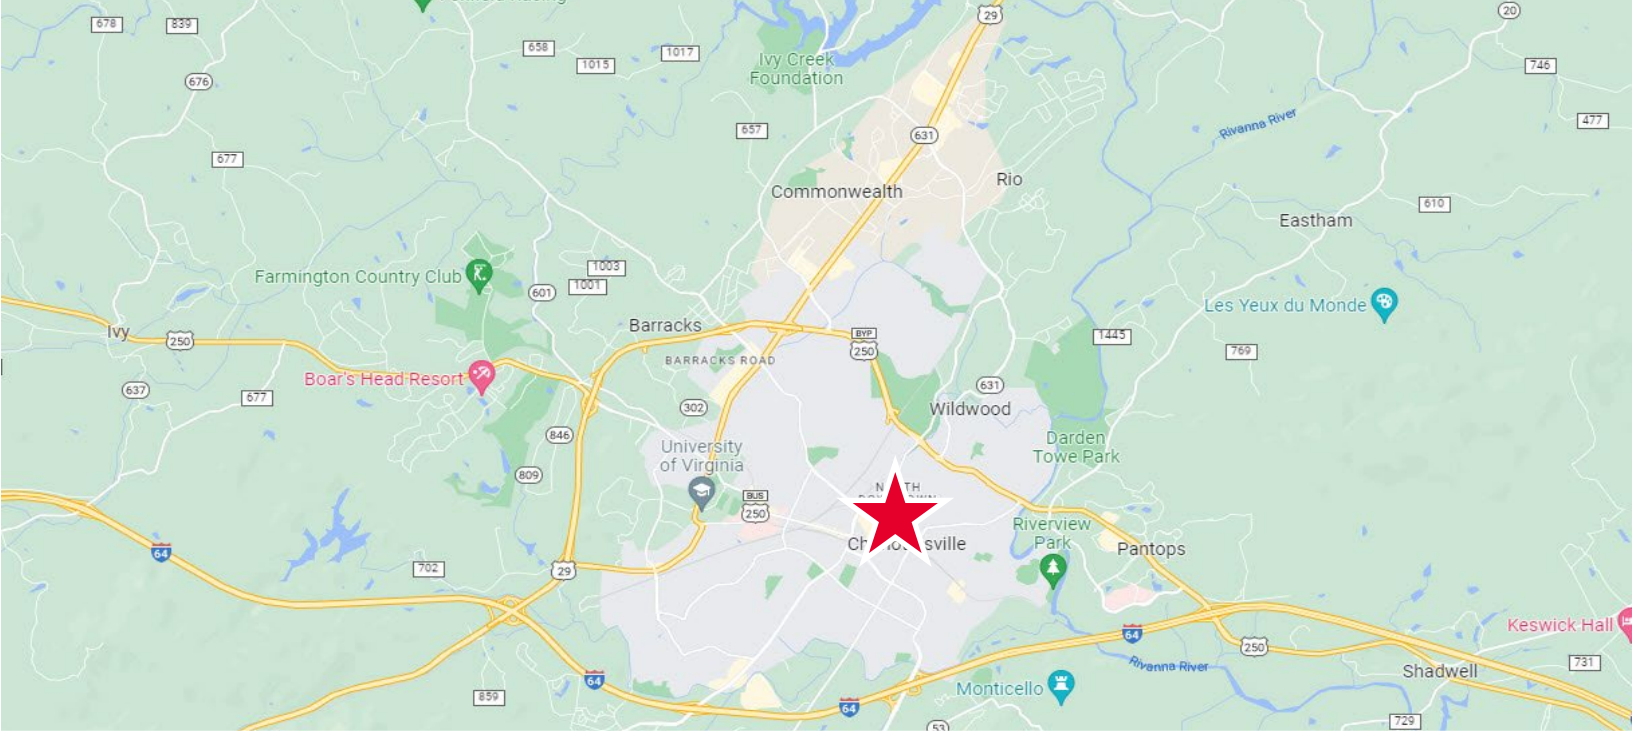 678
839
29
20
658
1015
1017
Ivy Creek
Foundation
746
676
657
631
Rivanna River
477
677
Commonwealth
Rio
610
Eastham
Farmington Country Club
1003
1001
601
Les Yeux du Monde
Ivy
250
Barracks
BYP
250
1445
BARRACKS ROAD
769
Boar's Head Resort
637
677
302
631
Wildwood
846
University
of Virginia
Darden
Towe Park
809
BUS
250
Riverview
Park
Pantops
64
702
29
64
Keswick Hall
250
Rivanna River
731
Shadwell
64
859
Monticello
64
53
729